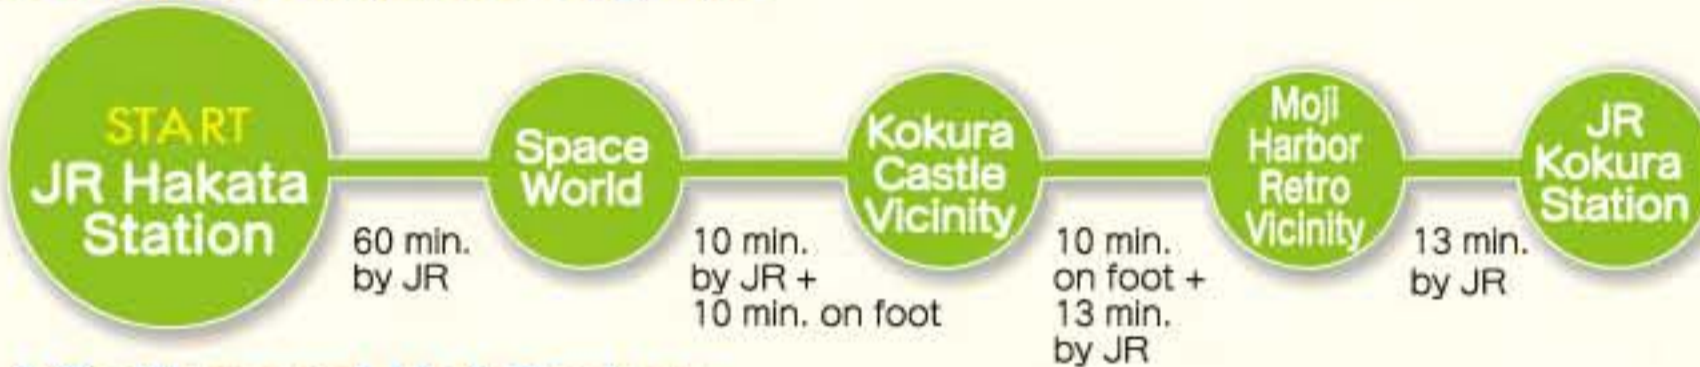 START
JR Hakata
Station
60 min.
by JR
Space
World
10 min.
by JR +
10 min. on foot
Kokura
Castle
Vicinity
10 min.
on foot +
13 min.
by JR
Moji
Harbor
Retro
Vicinity
13 min.
by JR
JR
Kokura
Station